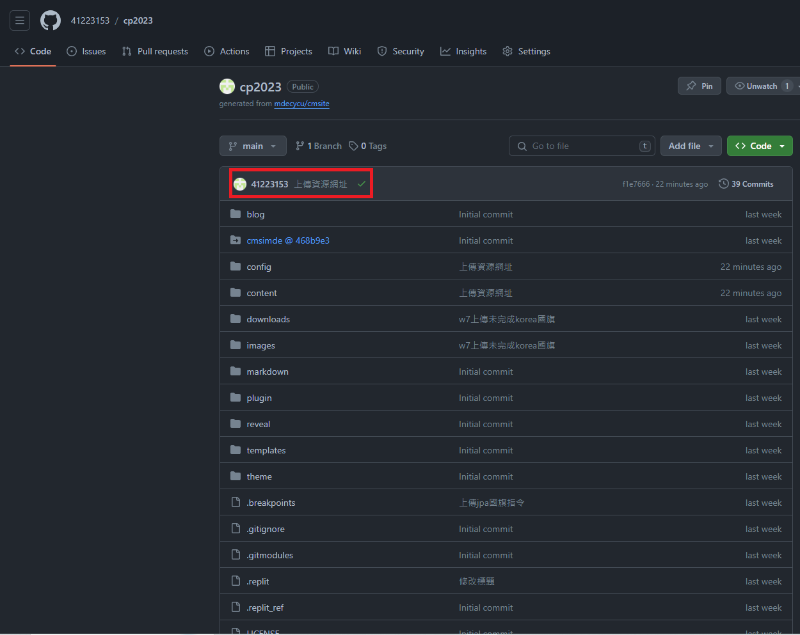 41223153 / cp2023
Code Issues Pull requests Actions Projects Wiki Security Insights Settings
cp2023 Public Pin Unwatch 1
generated from mdecycu/cmsite
main 1 Branch 0 Tags Go to file t Add file Code
41223153 上傳資源網址 f1e7666 · 22 minutes ago 39 Commits
blog Initial commit last week
cmsimde @ 468b9e3 Initial commit last week
config 上傳資源網址 22 minutes ago
content 上傳資源網址 22 minutes ago
downloads w7上傳未完成korea國旗 last week
images w7上傳未完成korea國旗 last week
markdown Initial commit last week
plugin Initial commit last week
reveal Initial commit last week
templates Initial commit last week
theme Initial commit last week
.breakpoints 上傳jpa國旗指令 last week
.gitignore Initial commit last week
.gitmodules Initial commit last week
.replit 修改標題 last week
.replit_ref Initial commit last week
LICENSE Initial commit last week